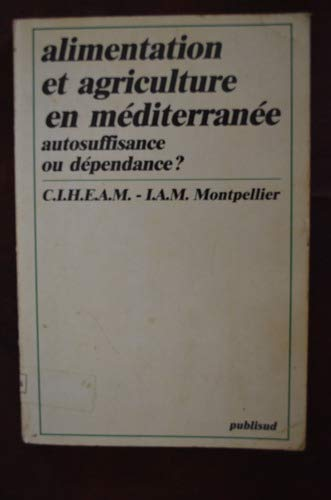 alimentation
et agriculture
en méditerranée
autosuffisance
ou dépendance?
C.I.H.E.A.M. - I.A.M. Montpellier
publisud